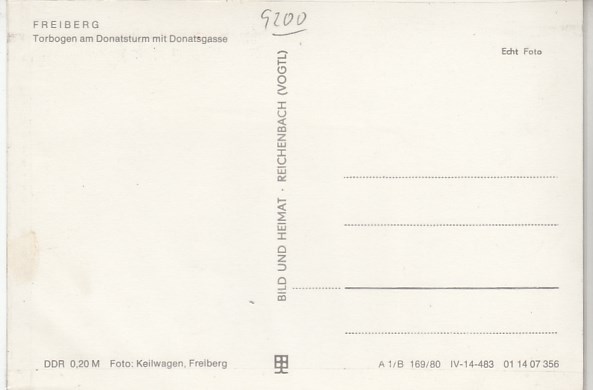 9200
FREIBERG
Torbogen am Donatsturm mit Donatsgasse
Echt Foto
BILD UND HEIMAT · REICHENBACH (VOGTL)
DDR 0,20 M Foto: Keilwagen, Freiberg
A 1/B 169/80 IV-14-483 01 14 07 356